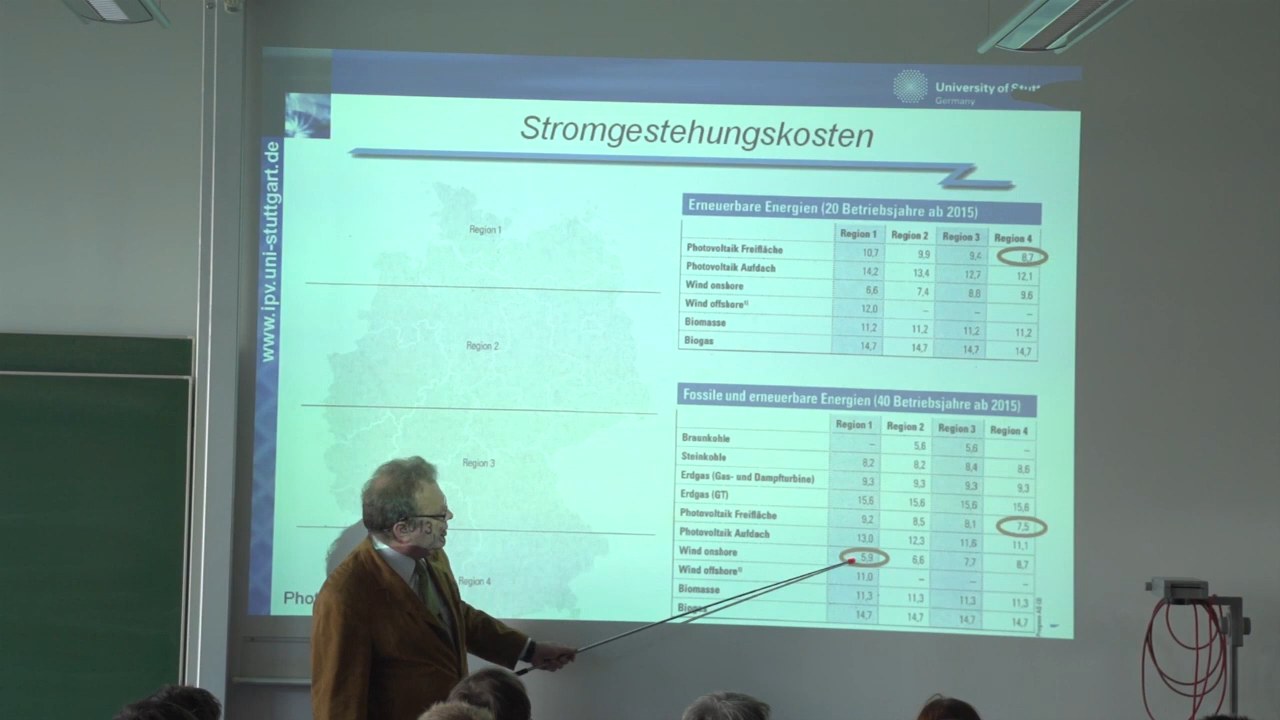 University of
Germany
www.ipv.uni-stuttgart.de
Stromgestehungskosten
Region 1
Region 2
Region 3
Region 4
Phot
Erneuerbare Energien (20 Betriebsjahre ab 2015)
Region 1 Region 2 Region 3 Region 4
Photovoltaik Freifläche 10,7 9,9 9,4 8,7
Photovoltaik Aufdach 14,2 13,4 12,7 12,1
Wind onshore 6,6 7,4 8,8 9,6
Wind offshore¹⁾ 12,0 – – –
Biomasse 11,2 11,2 11,2 11,2
Biogas 14,7 14,7 14,7 14,7
Fossile und erneuerbare Energien (40 Betriebsjahre ab 2015)
Region 1 Region 2 Region 3 Region 4
Braunkohle – 5,6 5,6 –
Steinkohle 8,2 8,2 8,4 8,6
Erdgas (Gas- und Dampfturbine) 9,3 9,3 9,3 9,3
Erdgas (GT) 15,6 15,6 15,6 15,6
Photovoltaik Freifläche 9,2 8,5 8,1 7,5
Photovoltaik Aufdach 13,0 12,3 11,6 11,1
Wind onshore 5,9 6,6 7,7 8,7
Wind offshore¹⁾ 11,0 – – –
Biomasse 11,3 11,3 11,3 11,3
Biogas 14,7 14,7 14,7 14,7